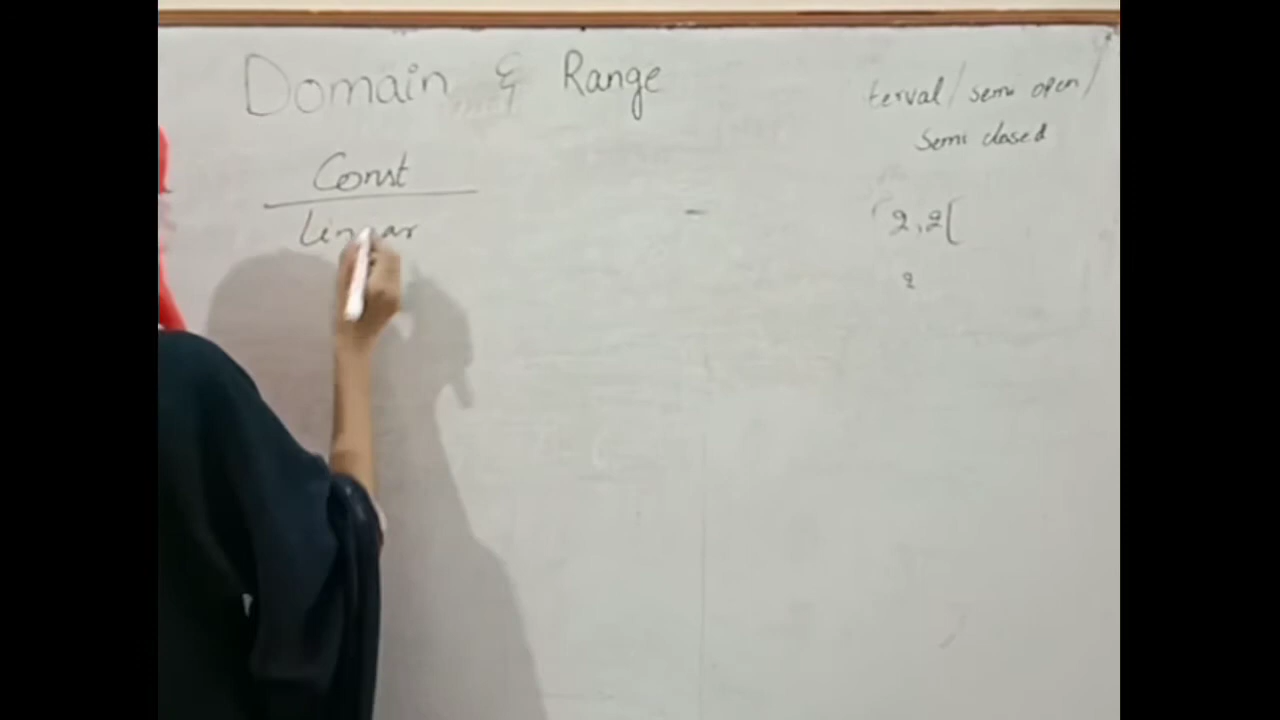 Domain & Range
terval / semi open /
semi closed
Const
Linear
2, 2[
2